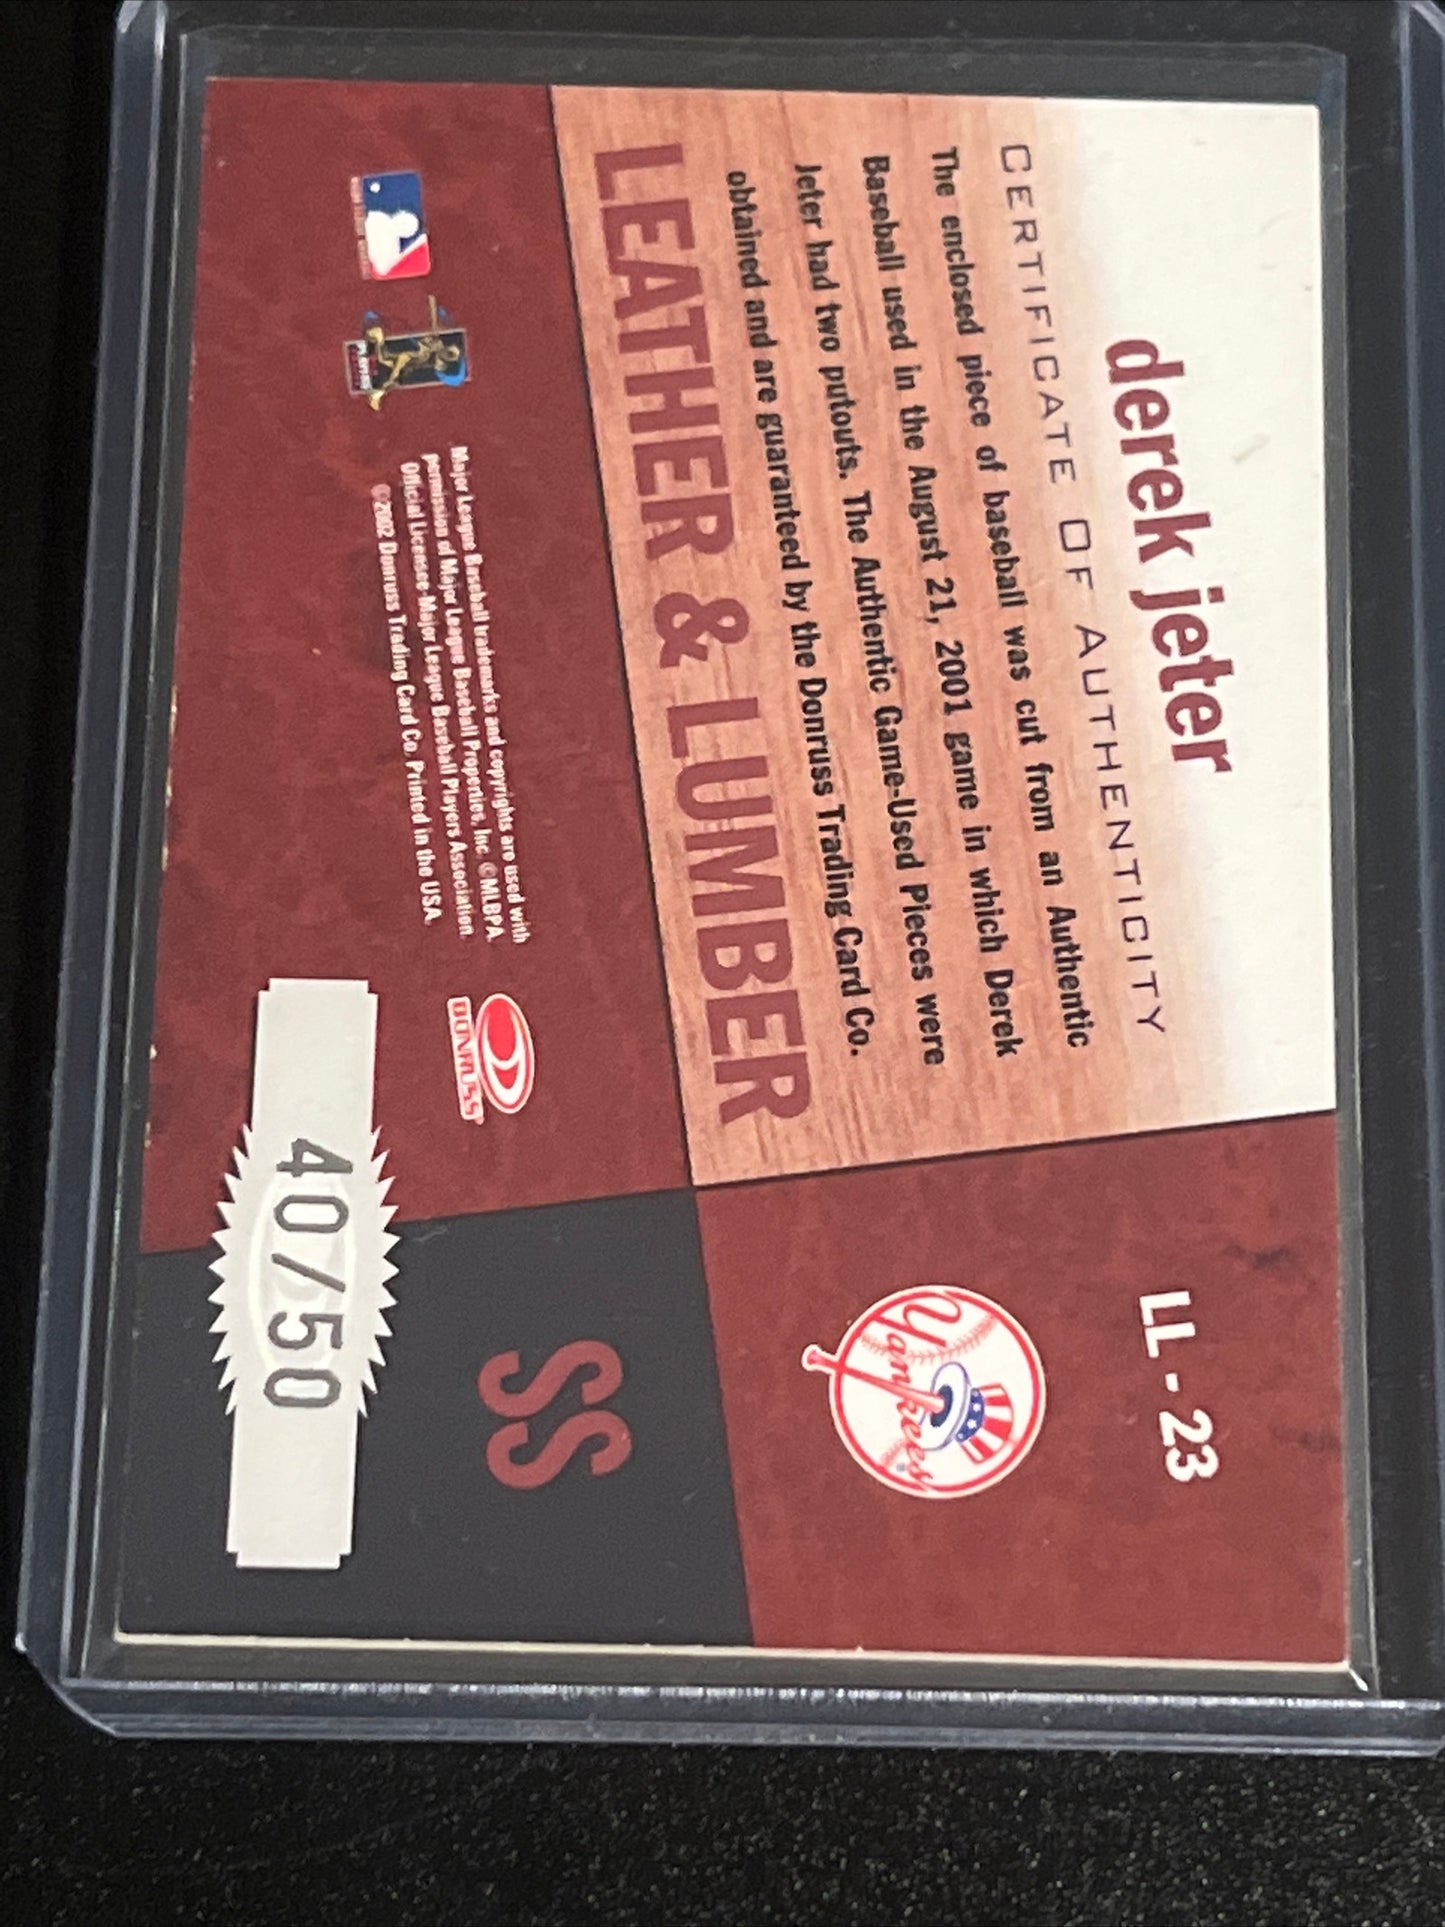 derek jeter
CERTIFICATE OF AUTHENTICITY
The enclosed piece of baseball was cut from an Authentic
Baseball used in the August 21, 2001 game in which Derek
Jeter had two putouts. The Authentic Game-Used Pieces were
obtained and are guaranteed by the Donruss Trading Card Co.
LEATHER & LUMBER
LL - 23
Yankees
SS
PLAYERS
Major League Baseball trademarks and copyrights are used with
permission of Major League Baseball Properties, Inc. ©MLBPA
Official Licensee-Major League Baseball Players Association.
©2002 Donruss Trading Card Co. Printed in the USA.
DONRUSS
40/50